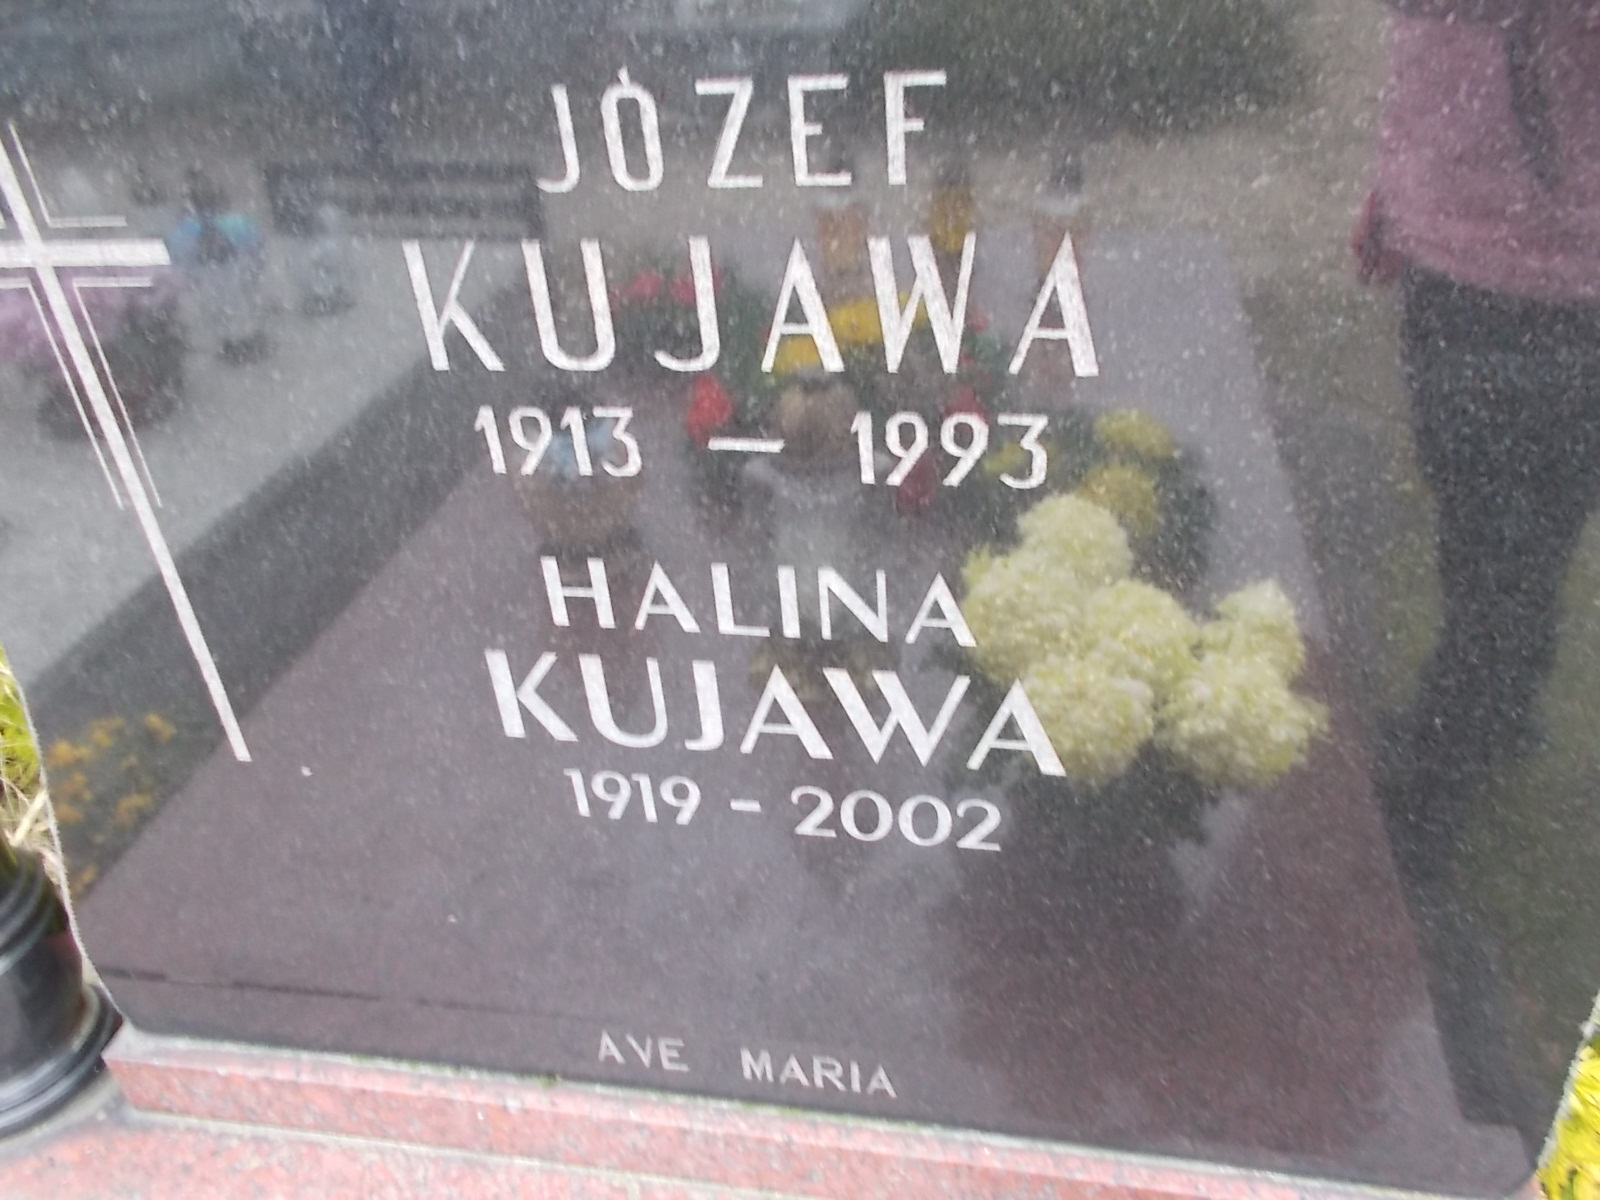 JÓZEF
KUJAWA
1913 – 1993
HALINA
KUJAWA
1919 – 2002
AVE MARIA